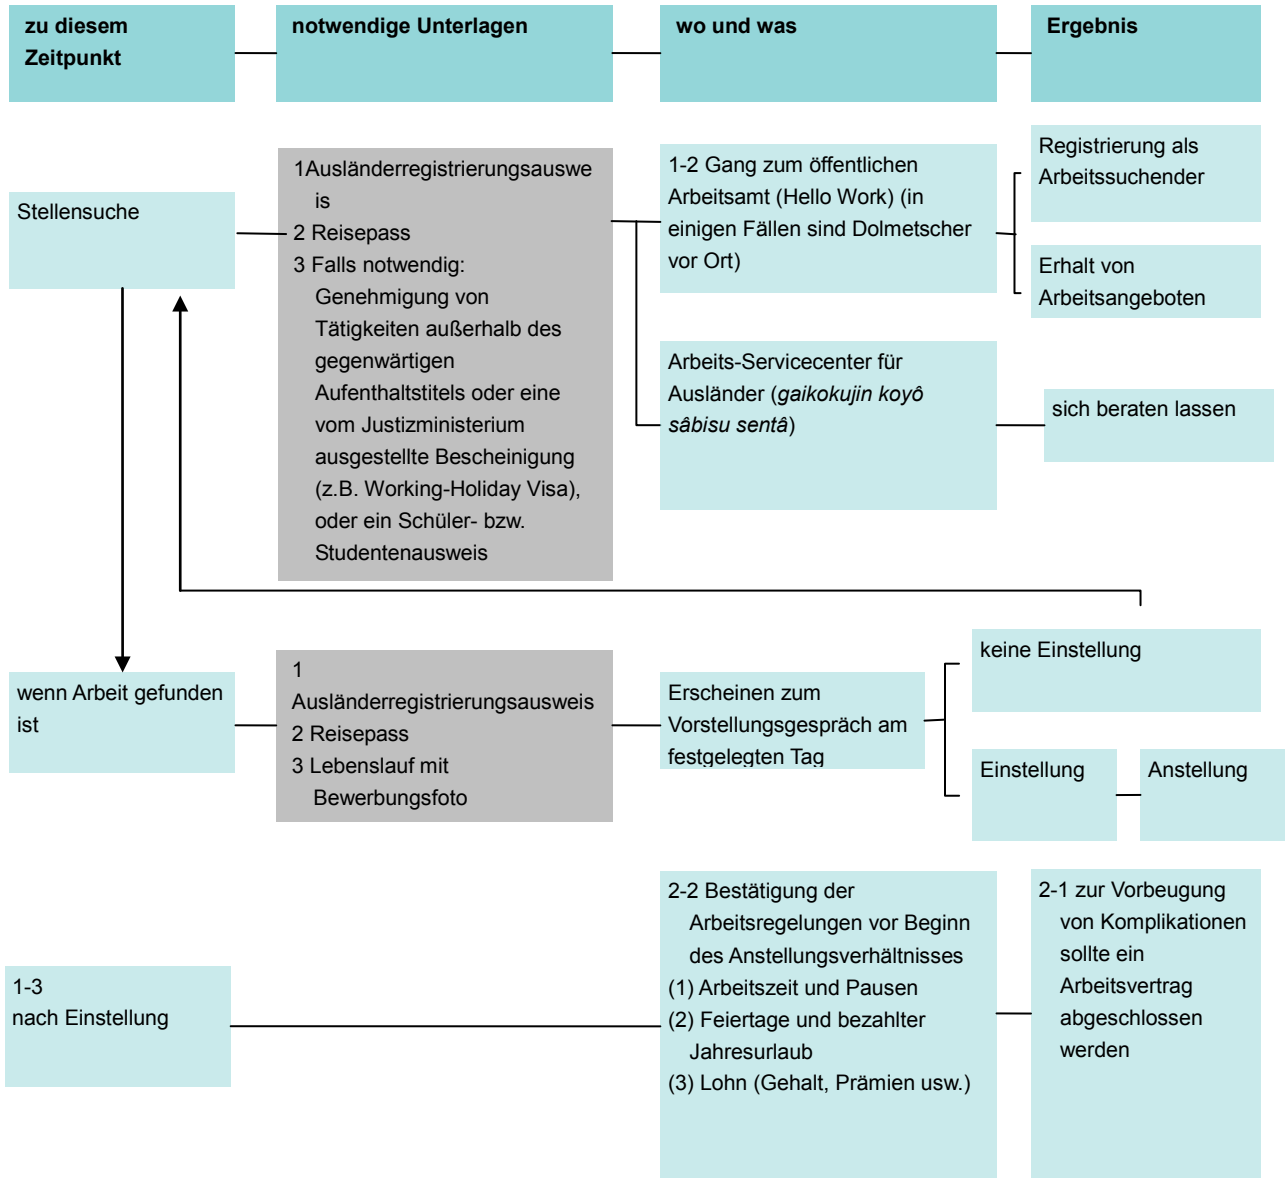 zu diesem
Zeitpunkt
notwendige Unterlagen
wo und was
Ergebnis
Stellensuche
1Ausländerregistrierungsauswe
is
2 Reisepass
3 Falls notwendig:
Genehmigung von
Tätigkeiten außerhalb des
gegenwärtigen
Aufenthaltstitels oder eine
vom Justizministerium
ausgestellte Bescheinigung
(z.B. Working-Holiday Visa),
oder ein Schüler- bzw.
Studentenausweis
1-2 Gang zum öffentlichen
Arbeitsamt (Hello Work) (in
einigen Fällen sind Dolmetscher
vor Ort)
Registrierung als
Arbeitssuchender
Erhalt von
Arbeitsangeboten
Arbeits-Servicecenter für
Ausländer (gaikokujin koyô
sâbisu sentâ)
sich beraten lassen
wenn Arbeit gefunden
ist
1
Ausländerregistrierungsausweis
2 Reisepass
3 Lebenslauf mit
Bewerbungsfoto
Erscheinen zum
Vorstellungsgespräch am
festgelegten Tag
keine Einstellung
Einstellung
Anstellung
1-3
nach Einstellung
2-2 Bestätigung der
Arbeitsregelungen vor Beginn
des Anstellungsverhältnisses
(1) Arbeitszeit und Pausen
(2) Feiertage und bezahlter
Jahresurlaub
(3) Lohn (Gehalt, Prämien usw.)
2-1 zur Vorbeugung
von Komplikationen
sollte ein
Arbeitsvertrag
abgeschlossen
werden